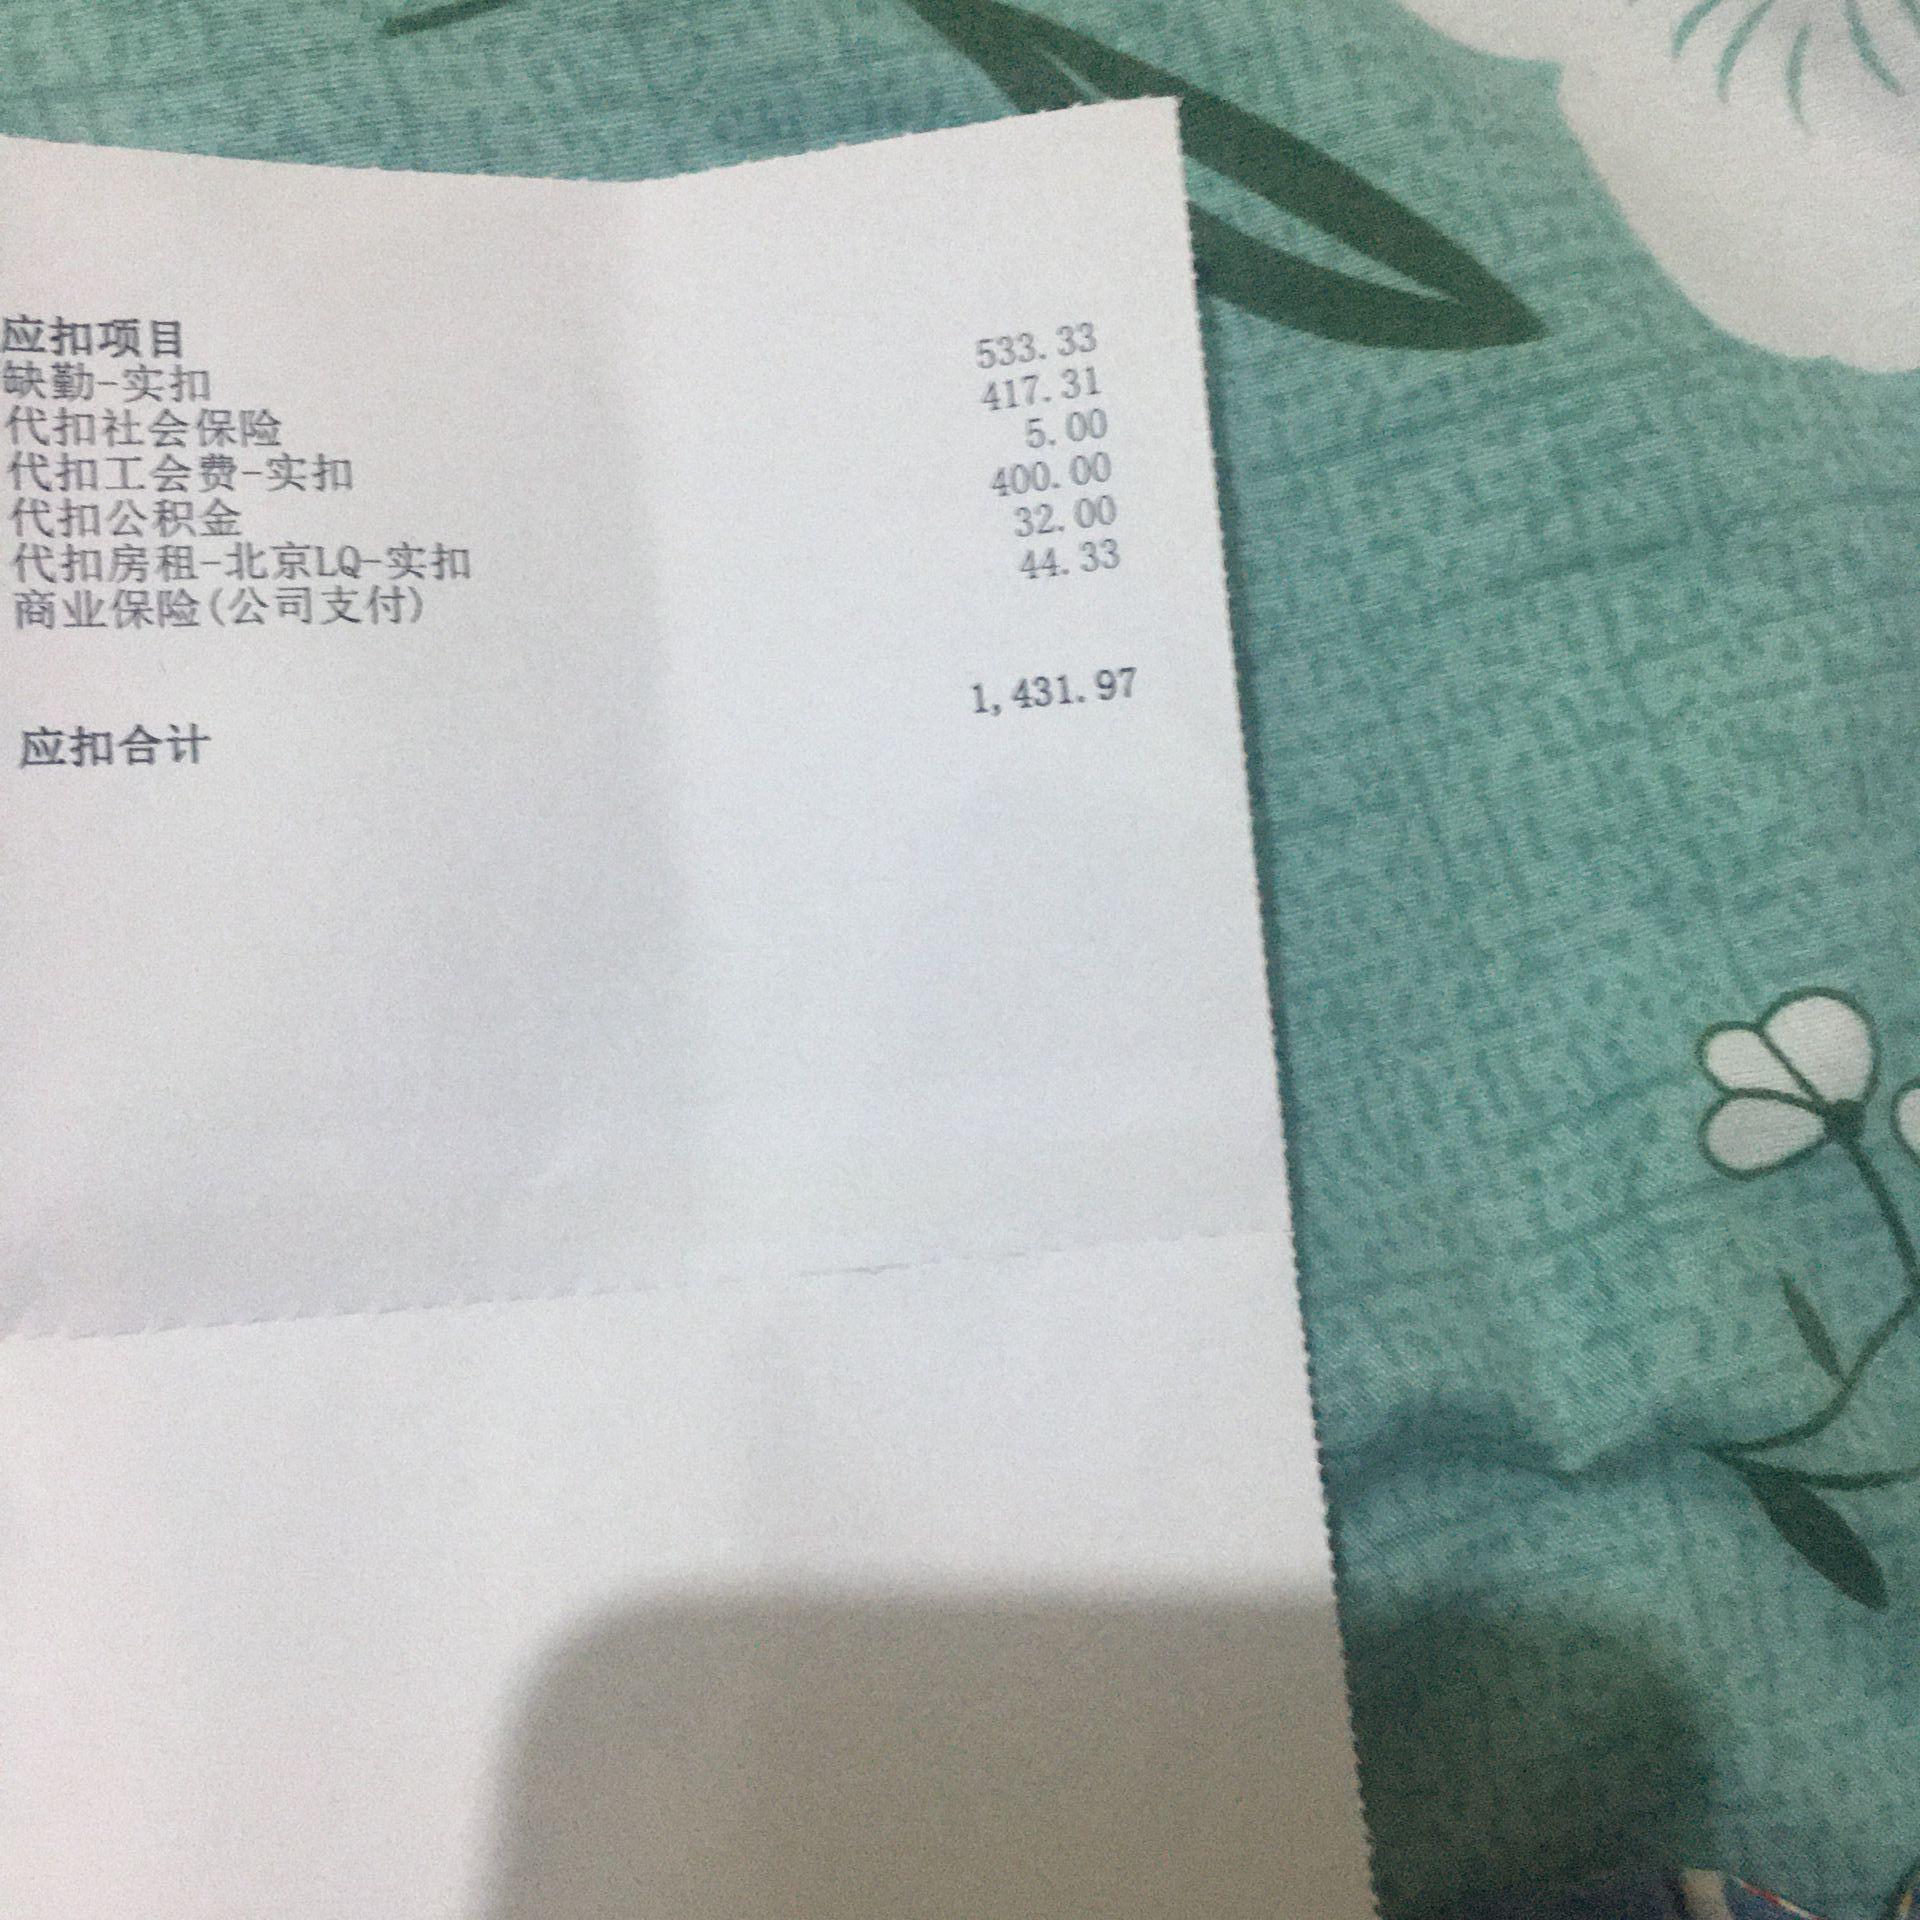 应扣项目
缺勤-实扣 533.33
代扣社会保险 417.31
代扣工会费-实扣 5.00
代扣公积金 400.00
代扣房租-北京LQ-实扣 32.00
商业保险(公司支付) 44.33
应扣合计 1,431.97